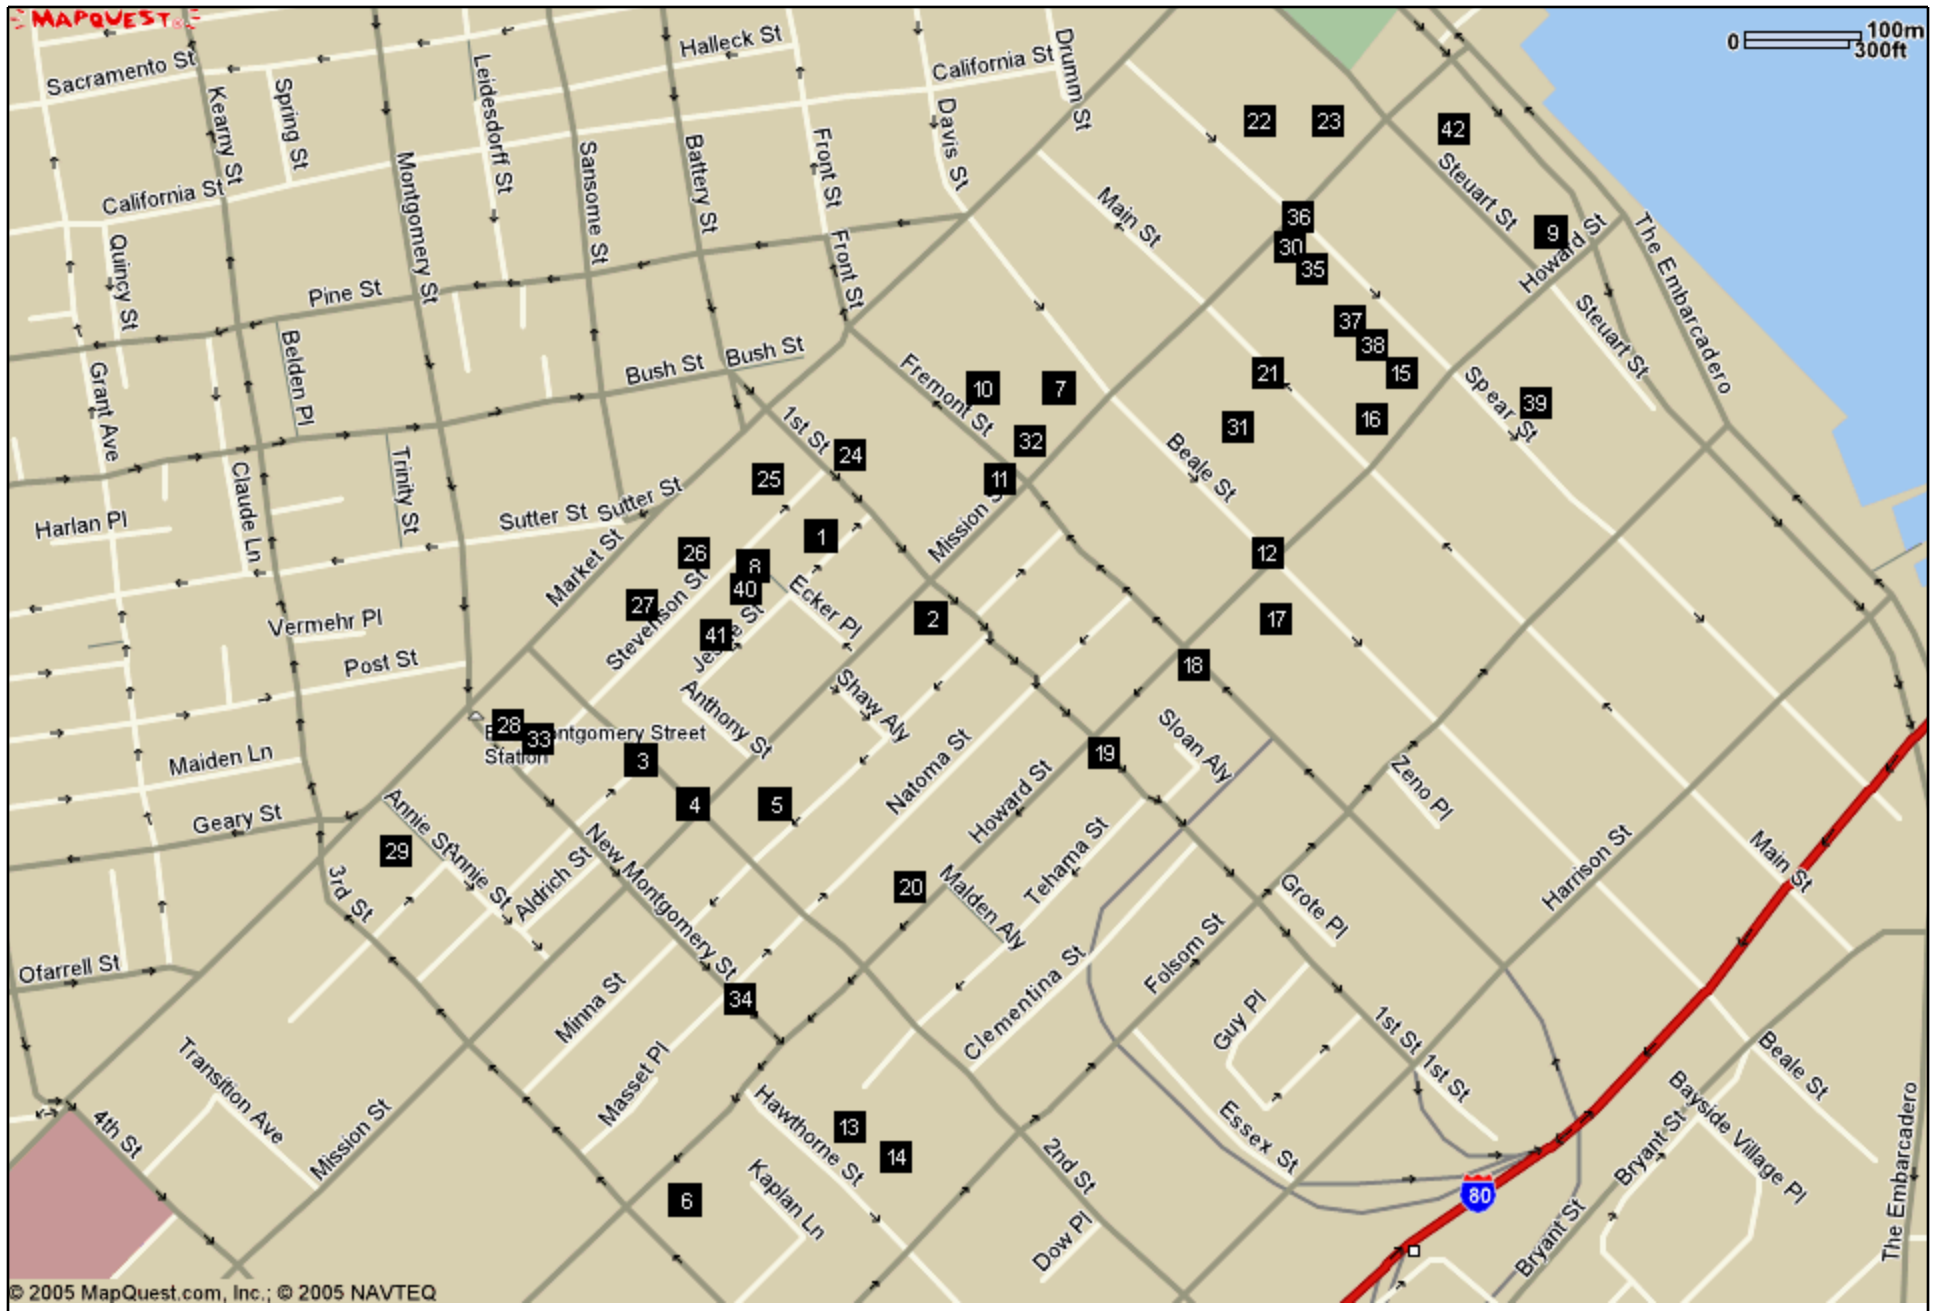 MAPQUEST®
0 100m
300ft
Halleck St
California St
Drumm St
Sacramento St
Leidesdorff St
Spring St
Kearny St
22
23
42
Davis St
Front St
Battery St
Sansome St
Montgomery St
California St
Steuart St
Main St
36
9
Howard St
The Embarcadero
30
35
Quincy St
Front St
Pine St
Steuart St
37
38
Belden Pl
Bush St
Bush St
Grant Ave
Fremont St
10
7
21
15
Spear St
39
16
31
1st St
32
24
25
11
Beale St
Trinity St
Claude Ln
Harlan Pl
Sutter St
Sutter St
Mission S
1
26
8
12
Market St
40
27
Stevenson St
Ecker Pl
2
17
Vermehr Pl
41
Je e St
Post St
18
Anthony St
Shaw Aly
28
33
ontgomery Street
Station
Sloan Aly
Maiden Ln
3
Natoma St
19
Zeno Pl
4
5
Howard St
Geary St
Annie St
Annie St
29
New Montgomery St
Aldrich St
Tehama St
Main St
Harrison St
3rd St
20
Malden Aly
Grote Pl
Folsom St
Ofarrell St
34
Minna St
Clementina St
Guy Pl
1st St
1st St
Beale St
Transition Ave
Masset Pl
Hawthorne St
4th St
Mission St
13
14
Essex St
Bryant St
Bayside Village Pl
The Embarcadero
2nd St
Kaplan Ln
6
80
Dow Pl
Bryant St
© 2005 MapQuest.com, Inc.; © 2005 NAVTEQ